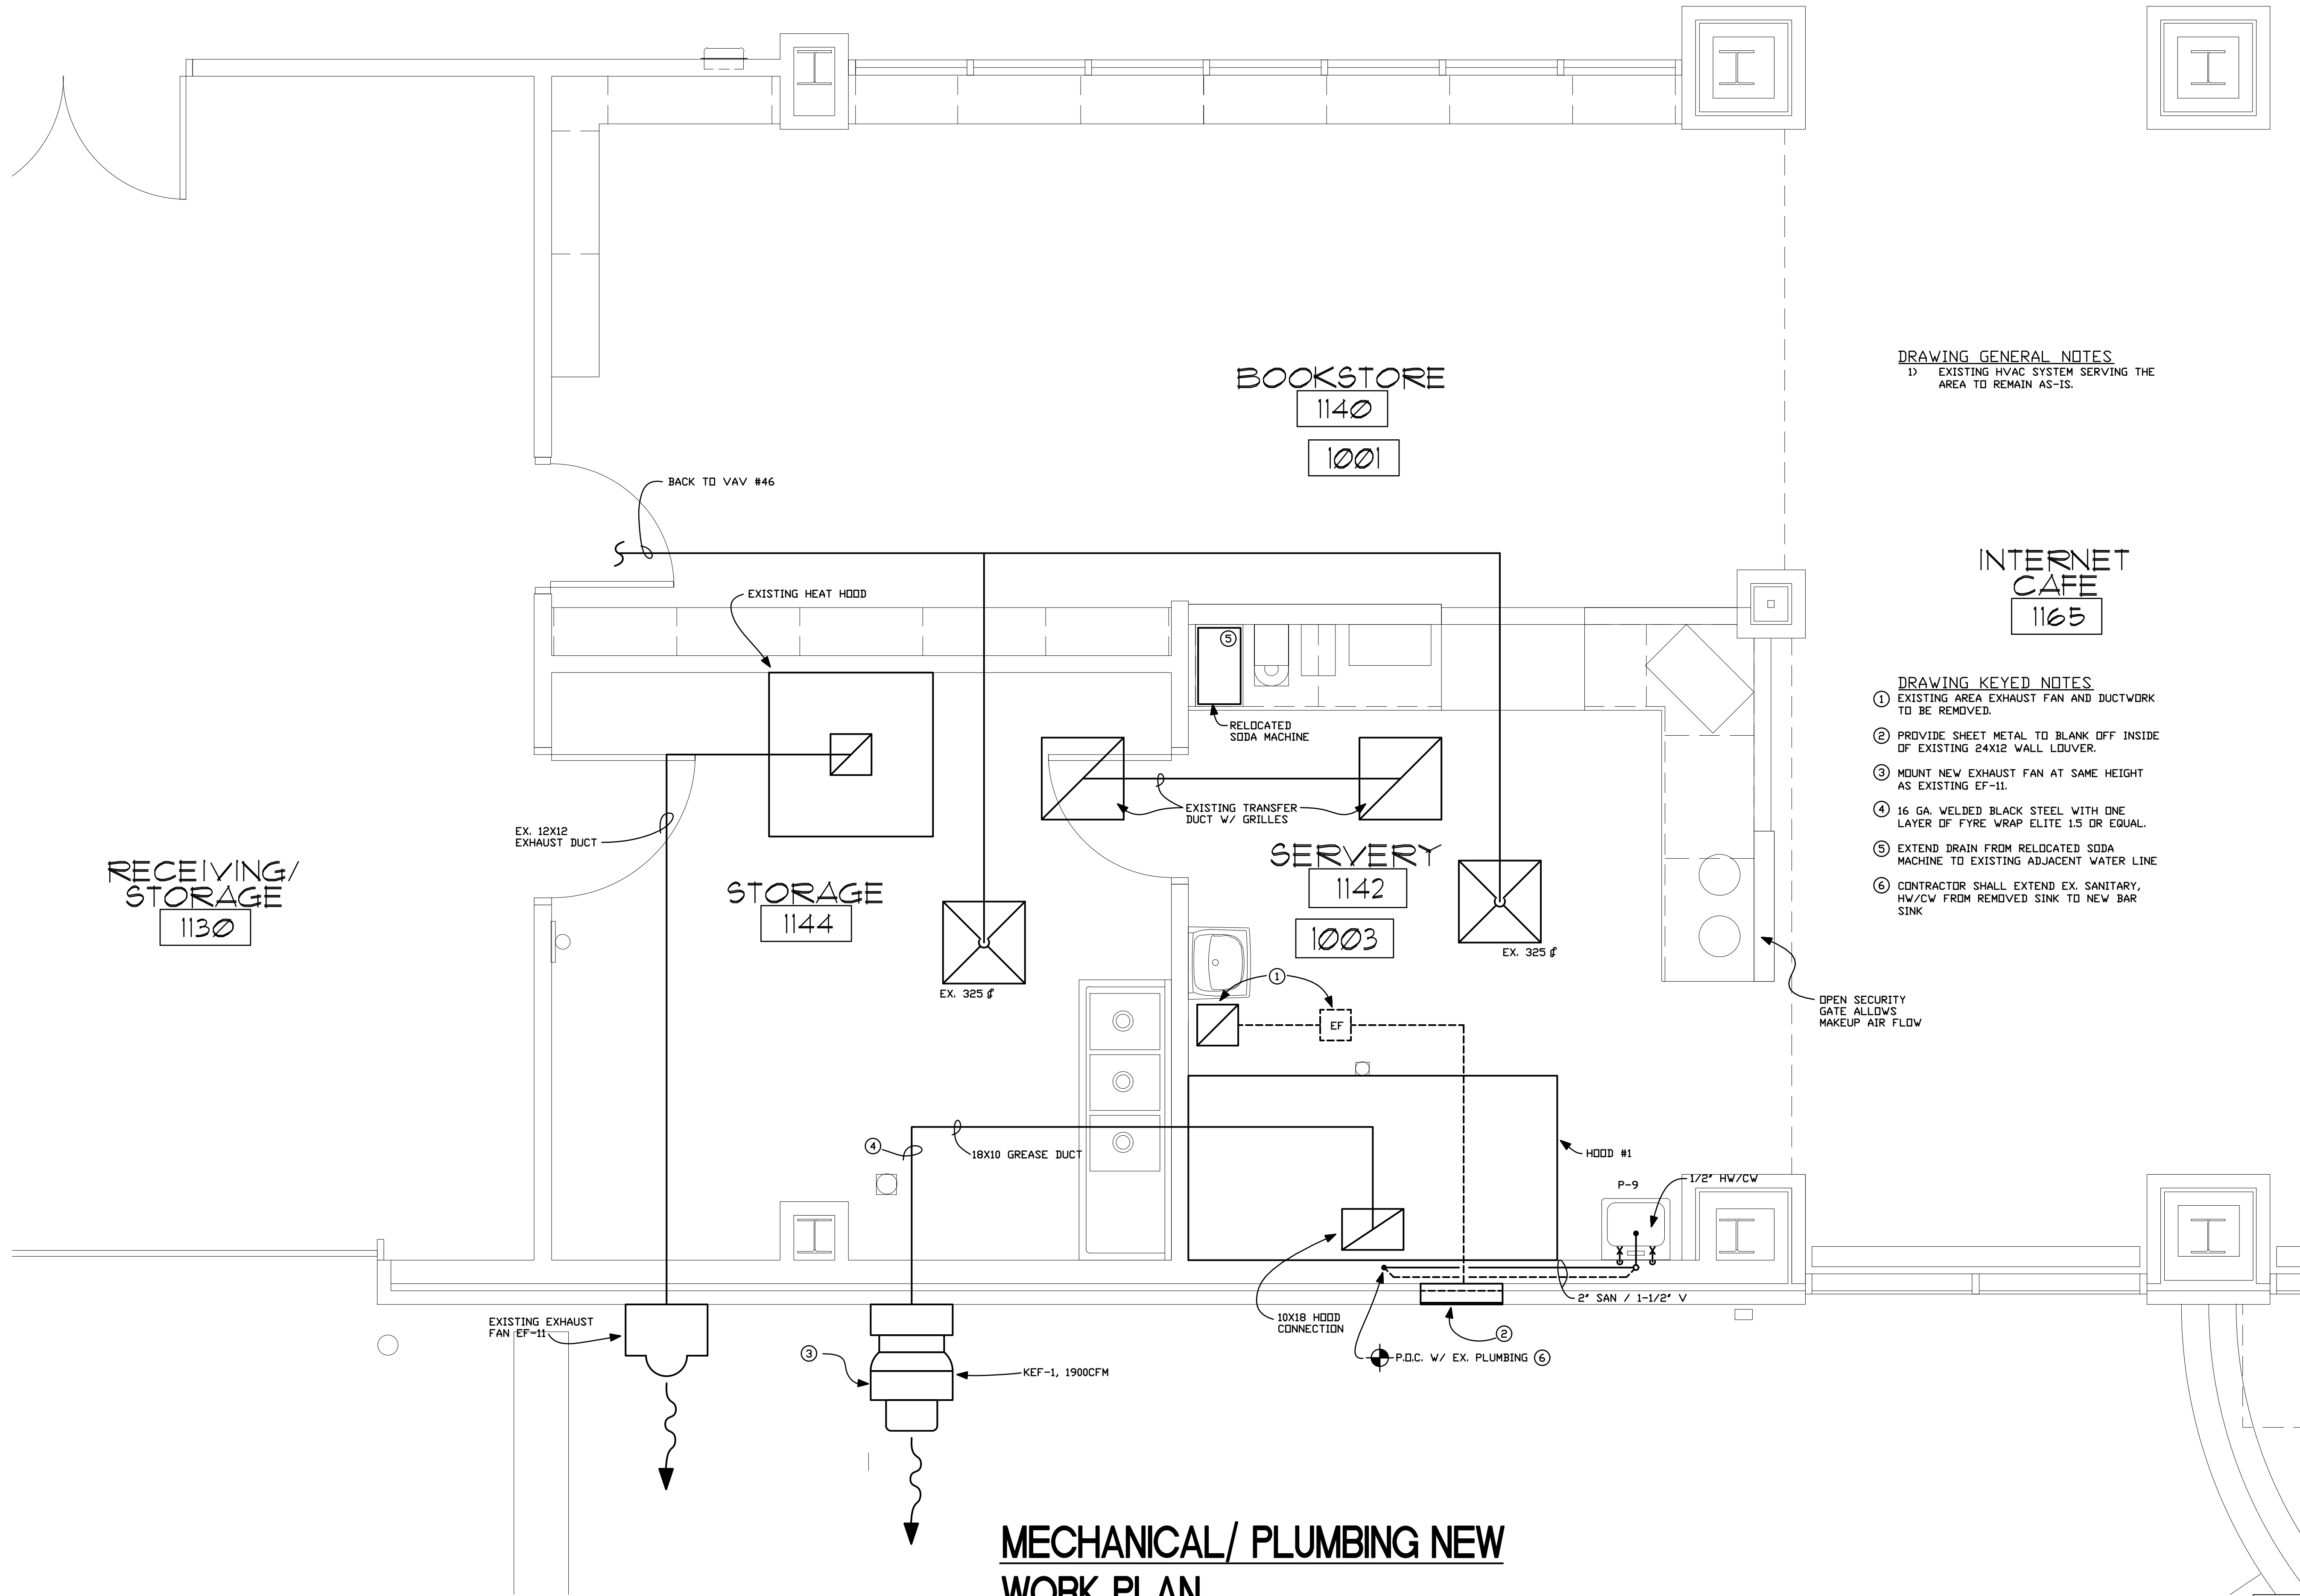 BOOKSTORE
1140
1001
DRAWING GENERAL NOTES
1) EXISTING HVAC SYSTEM SERVING THE
AREA TO REMAIN AS-IS.
BACK TO VAV #46
INTERNET
CAFE
1165
EXISTING HEAT HOOD
5
RELOCATED
SODA MACHINE
DRAWING KEYED NOTES
1 EXISTING AREA EXHAUST FAN AND DUCTWORK
TO BE REMOVED.
2 PROVIDE SHEET METAL TO BLANK OFF INSIDE
OF EXISTING 24X12 WALL LOUVER.
3 MOUNT NEW EXHAUST FAN AT SAME HEIGHT
AS EXISTING EF-11.
4 16 GA. WELDED BLACK STEEL WITH ONE
LAYER OF FYRE WRAP ELITE 1.5 OR EQUAL.
5 EXTEND DRAIN FROM RELOCATED SODA
MACHINE TO EXISTING ADJACENT WATER LINE
6 CONTRACTOR SHALL EXTEND EX. SANITARY,
HW/CW FROM REMOVED SINK TO NEW BAR
SINK
EX. 12X12
EXHAUST DUCT
EXISTING TRANSFER
DUCT W/ GRILLES
RECEIVING/
STORAGE
1130
STORAGE
1144
SERVERY
1142
1003
EX. 325
EX. 325
1
EF
OPEN SECURITY
GATE ALLOWS
MAKEUP AIR FLOW
4
18X10 GREASE DUCT
HOOD #1
P-9
1/2" HW/CW
2" SAN / 1-1/2" V
10X18 HOOD
CONNECTION
2
P.O.C. W/ EX. PLUMBING 6
EXISTING EXHAUST
FAN EF-11
3
KEF-1, 1900CFM
MECHANICAL/ PLUMBING NEW
WORK PLAN